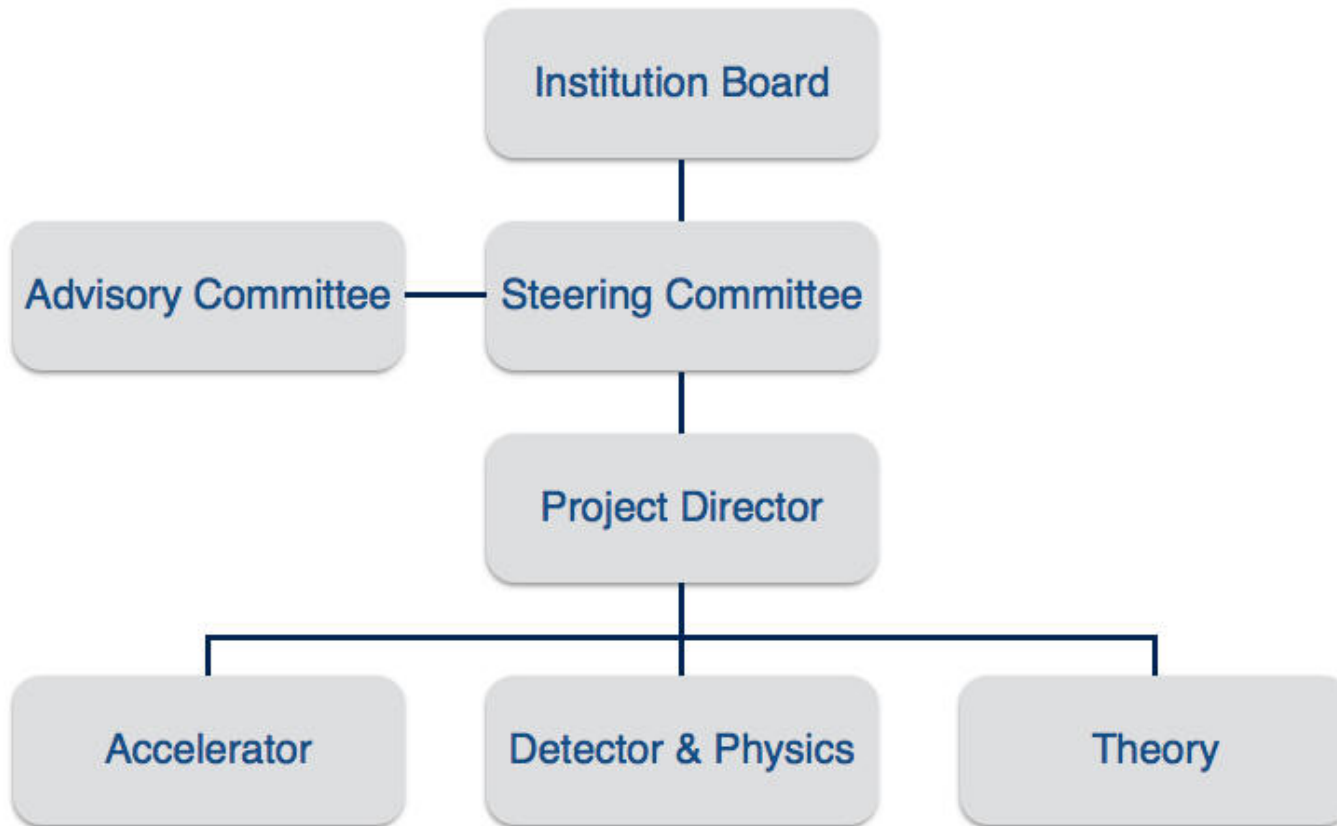 Institution Board
Advisory Committee
Steering Committee
Project Director
Accelerator
Detector & Physics
Theory